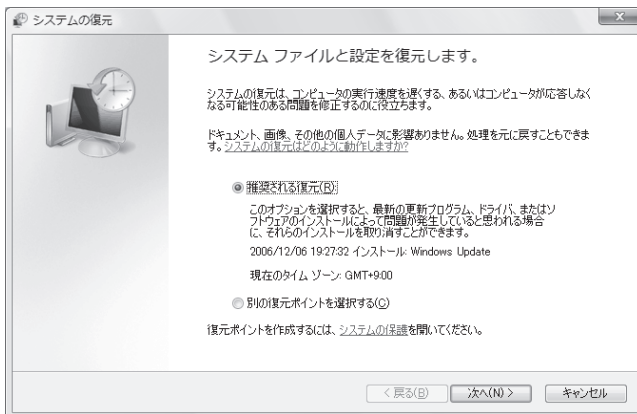 システムの復元
システム ファイルと設定を復元します。
システムの復元は、コンピュータの実行速度を遅くする、あるいはコンピュータが応答しなく
なる可能性のある問題を修正するのに役立ちます。
ドキュメント、画像、その他の個人データに影響ありません。処理を元に戻すこともできま
す。システムの復元はどのように動作しますか?
推奨される復元(R):
このオプションを選択すると、最新の更新プログラム、ドライバ、またはソ
フトウェアのインストールによって問題が発生していると思われる場合
に、それらのインストールを取り消すことができます。
2006/12/06 19:27:32 インストール: Windows Update
現在のタイム ゾーン: GMT+9:00
別の復元ポイントを選択する(C)
復元ポイントを作成するには、システムの保護を開いてください。
< 戻る(B)
次へ(N) >
キャンセル